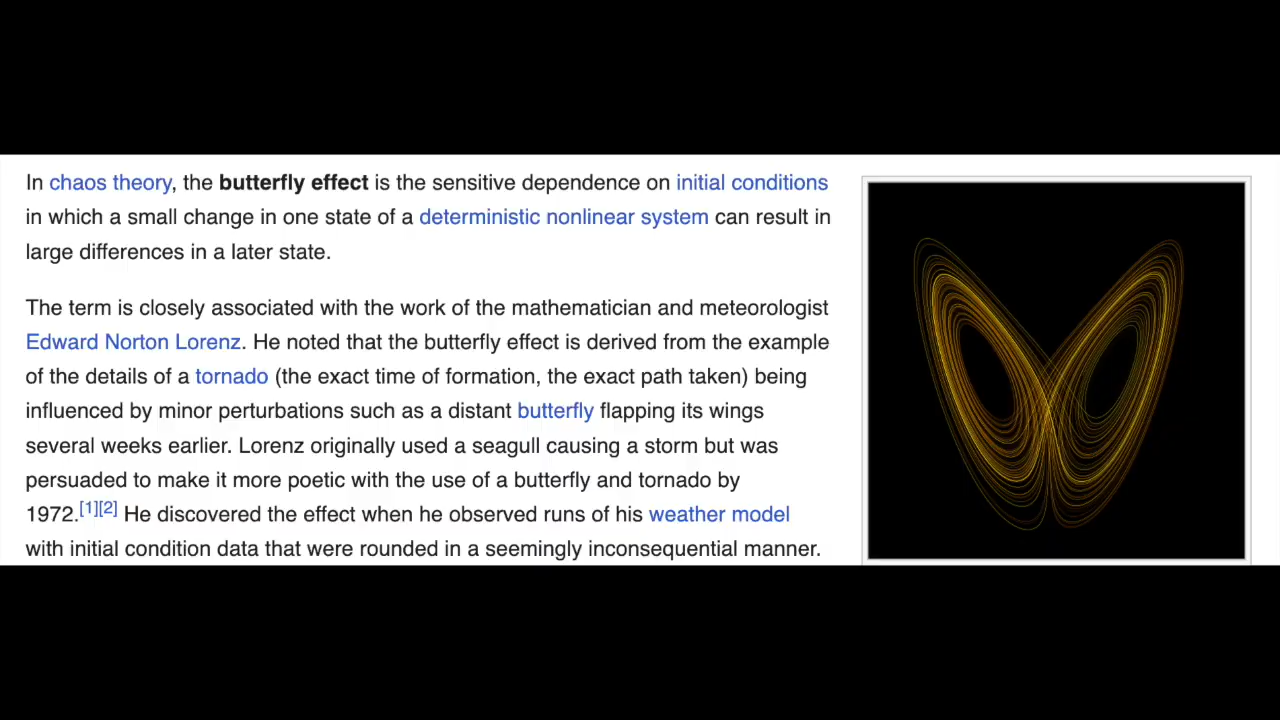 In chaos theory, the butterfly effect is the sensitive dependence on initial conditions
in which a small change in one state of a deterministic nonlinear system can result in
large differences in a later state.
The term is closely associated with the work of the mathematician and meteorologist
Edward Norton Lorenz. He noted that the butterfly effect is derived from the example
of the details of a tornado (the exact time of formation, the exact path taken) being
influenced by minor perturbations such as a distant butterfly flapping its wings
several weeks earlier. Lorenz originally used a seagull causing a storm but was
persuaded to make it more poetic with the use of a butterfly and tornado by
1972.[1][2] He discovered the effect when he observed runs of his weather model
with initial condition data that were rounded in a seemingly inconsequential manner.